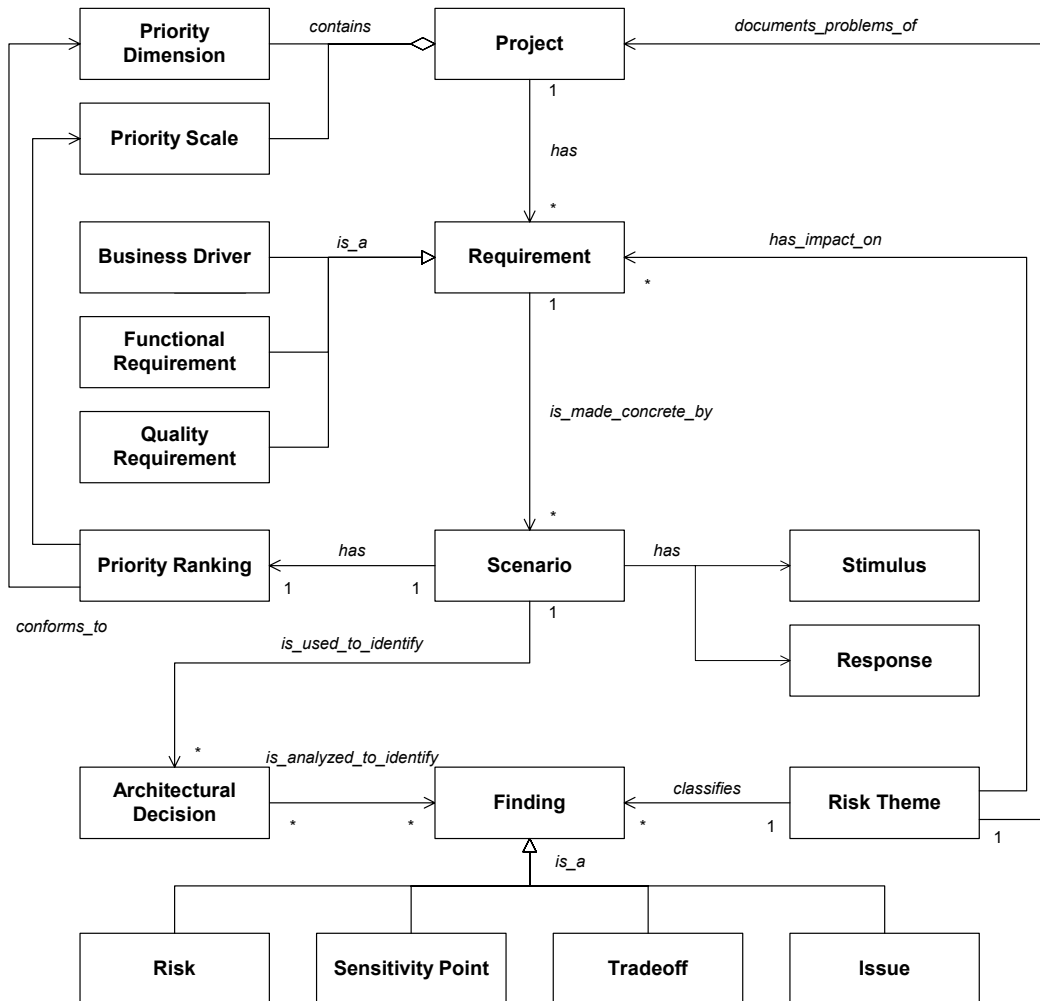 Priority
Dimension
contains
Project
documents_problems_of
1
Priority Scale
has
*
Business Driver
is_a
Requirement
has_impact_on
*
1
Functional
Requirement
is_made_concrete_by
Quality
Requirement
*
Priority Ranking
has
Scenario
has
Stimulus
1
1
1
conforms_to
is_used_to_identify
Response
*
is_analyzed_to_identify
Architectural
Decision
Finding
classifies
Risk Theme
*
*
*
1
1
is_a
Risk
Sensitivity Point
Tradeoff
Issue